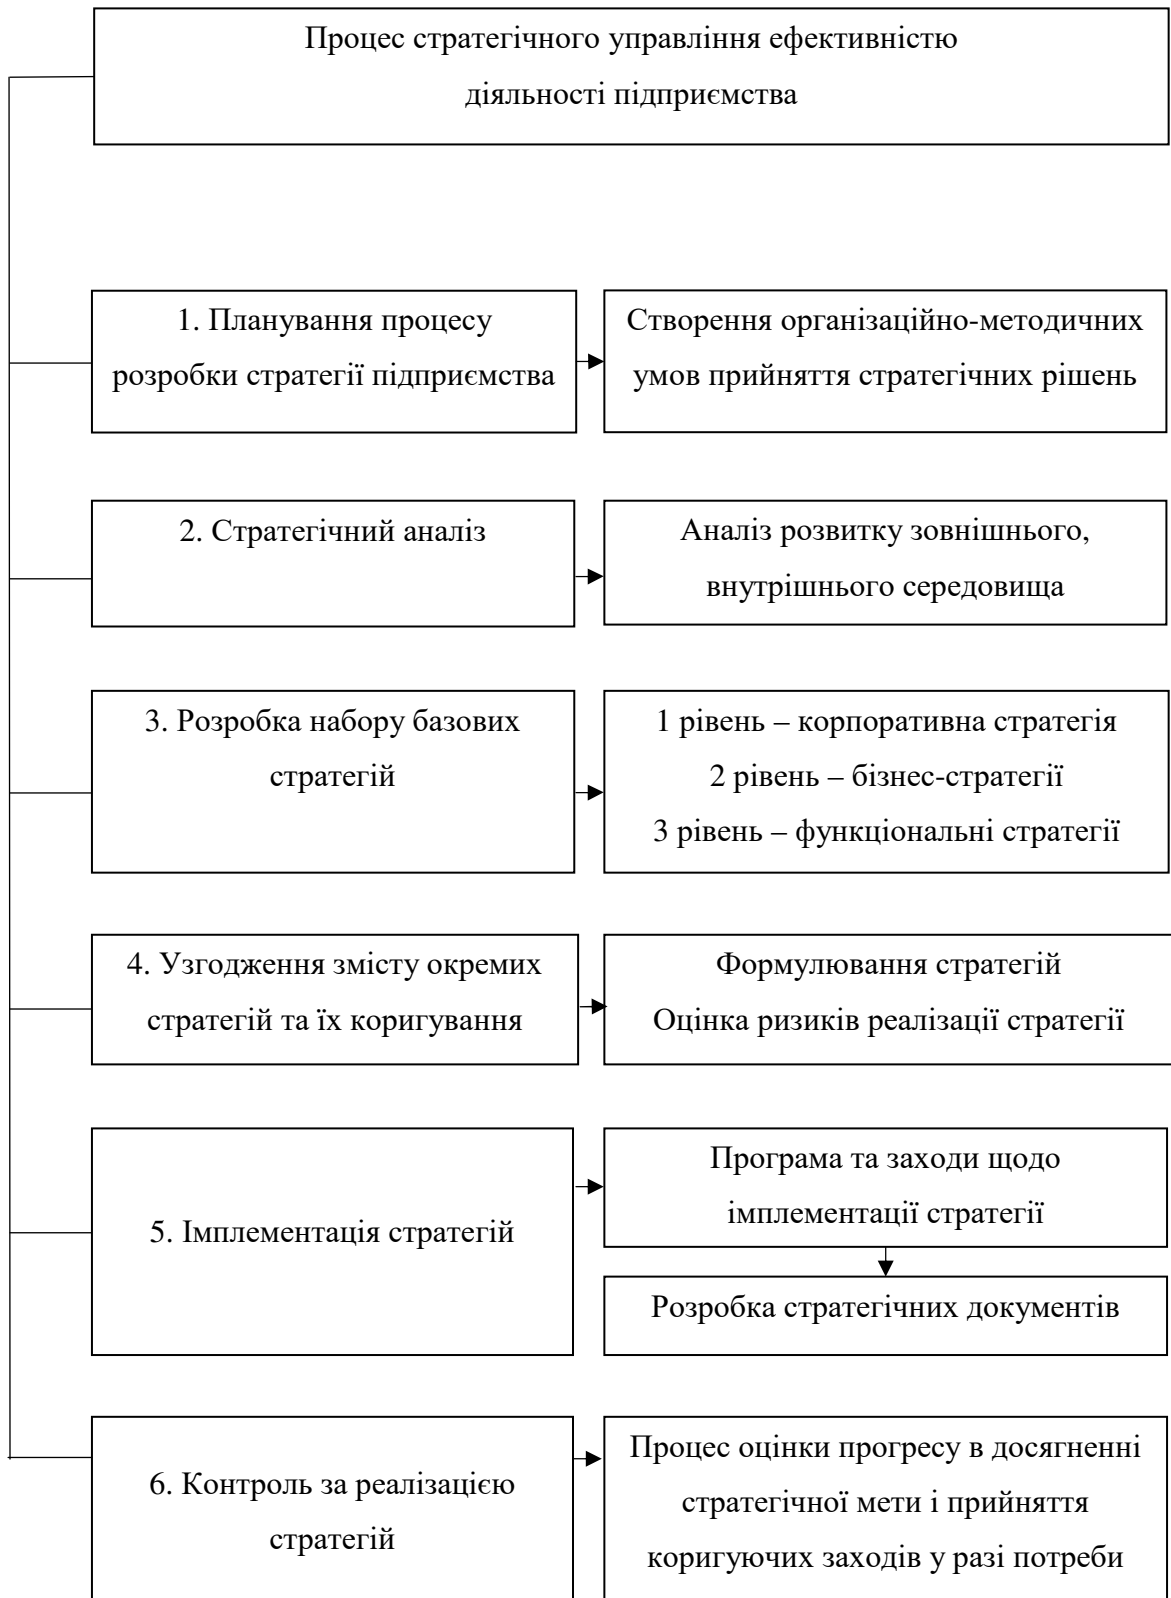 Процес стратегічного управління ефективністю
діяльності підприємства
1. Планування процесу
розробки стратегії підприємства
Створення організаційно-методичних
умов прийняття стратегічних рішень
2. Стратегічний аналіз
Аналіз розвитку зовнішнього,
внутрішнього середовища
3. Розробка набору базових
стратегій
1 рівень – корпоративна стратегія
2 рівень – бізнес-стратегії
3 рівень – функціональні стратегії
4. Узгодження змісту окремих
стратегій та їх коригування
Формулювання стратегій
Оцінка ризиків реалізації стратегії
5. Імплементація стратегій
Програма та заходи щодо
імплементації стратегії
Розробка стратегічних документів
6. Контроль за реалізацією
стратегій
Процес оцінки прогресу в досягненні
стратегічної мети і прийняття
коригуючих заходів у разі потреби